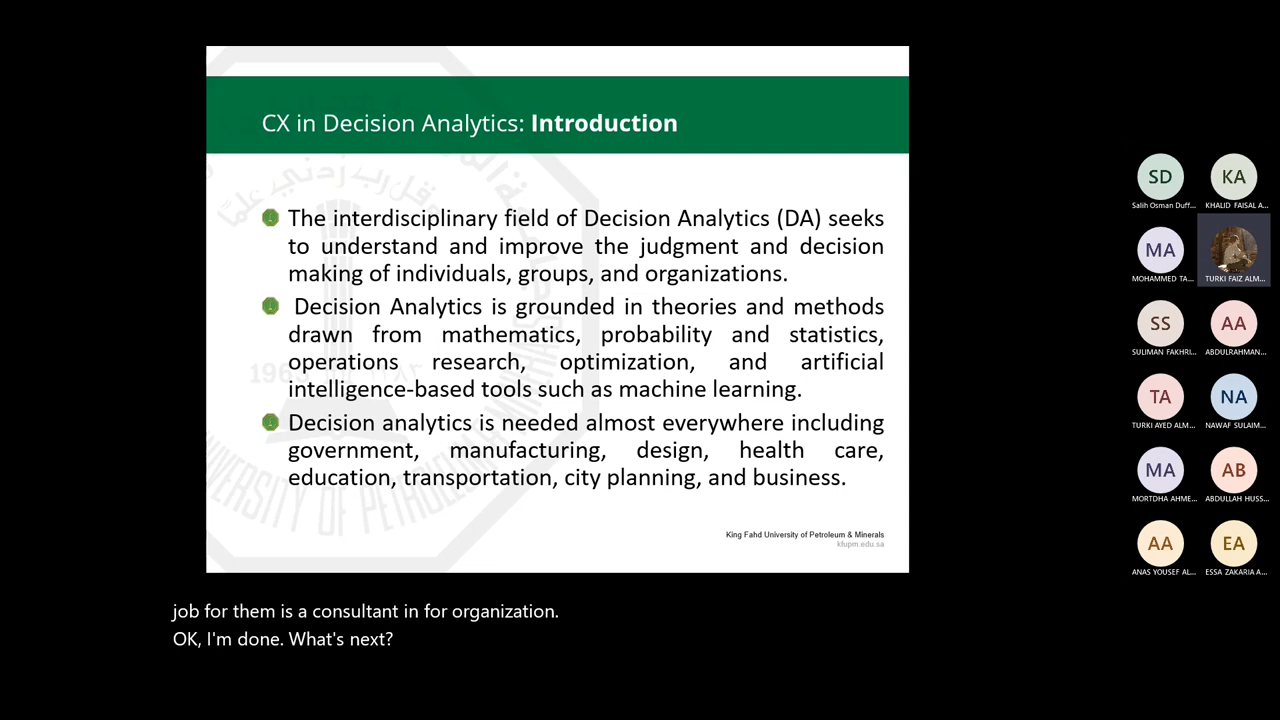 CX in Decision Analytics: Introduction
The interdisciplinary field of Decision Analytics (DA) seeks
to understand and improve the judgment and decision
making of individuals, groups, and organizations.
Decision Analytics is grounded in theories and methods
drawn from mathematics, probability and statistics,
operations research, optimization, and artificial
intelligence-based tools such as machine learning.
Decision analytics is needed almost everywhere including
government, manufacturing, design, health care,
education, transportation, city planning, and business.
King Fahd University of Petroleum & Minerals
kfupm.edu.sa
job for them is a consultant in for organization.
OK, I'm done. What's next?
SD
Salih Osman Duff...
KA
KHALID FAISAL A...
MA
MOHAMMED TA...
TURKI FAIZ ALM...
SS
SULIMAN FAKHRI...
AA
ABDULRAHMAN...
TA
TURKI AYED ALM...
NA
NAWAF SULAIM...
MA
MORTDHA AHME...
AB
ABDULLAH HUSS...
AA
ANAS YOUSEF AL...
EA
ESSA ZAKARIA A...